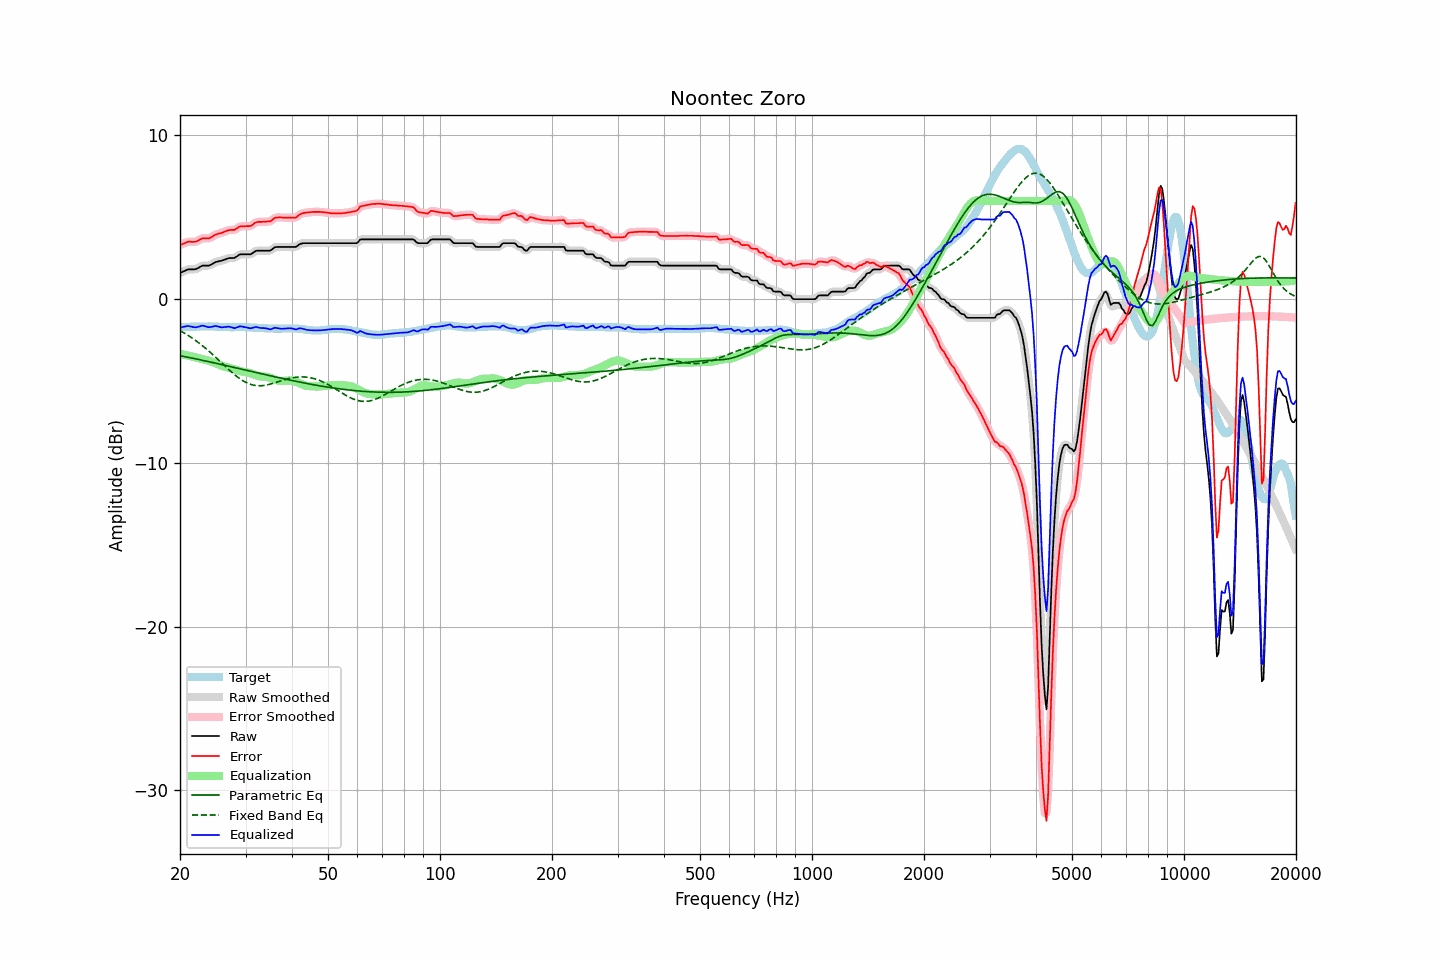 Noontec Zoro
Amplitude (dBr)
10
0
−10
−20
−30
Target
Raw Smoothed
Error Smoothed
Raw
Error
Equalization
Parametric Eq
Fixed Band Eq
Equalized
20 50 100 200 500 1000 2000 5000 10000 20000
Frequency (Hz)